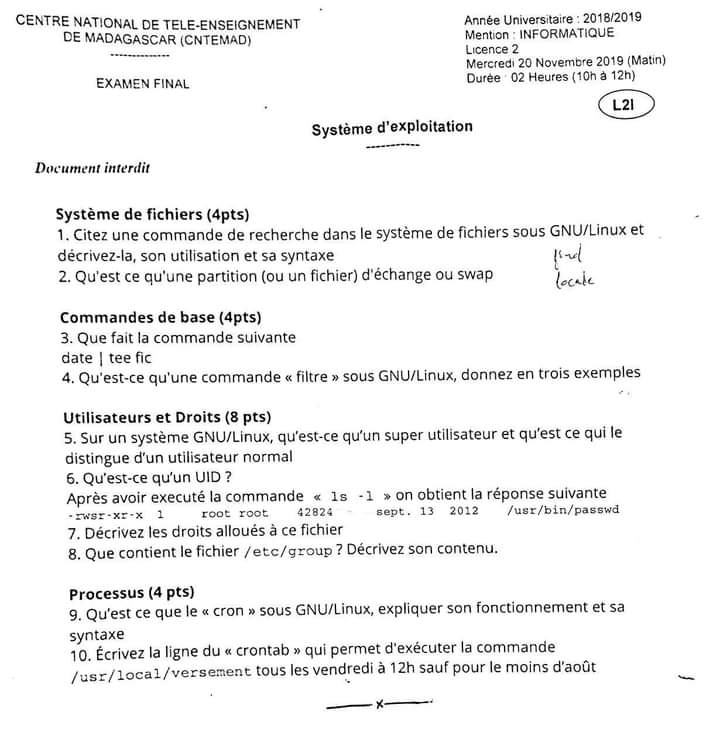 CENTRE NATIONAL DE TELE-ENSEIGNEMENT
DE MADAGASCAR (CNTEMAD)
--------------
EXAMEN FINAL
Année Universitaire : 2018/2019
Mention : INFORMATIQUE
Licence 2
Mercredi 20 Novembre 2019 (Matin)
Durée : 02 Heures (10h à 12h)
L2I
Système d'exploitation
-----------
Document interdit
Système de fichiers (4pts)
1. Citez une commande de recherche dans le système de fichiers sous GNU/Linux et
décrivez-la, son utilisation et sa syntaxe
find
2. Qu'est ce qu'une partition (ou un fichier) d'échange ou swap
locate
Commandes de base (4pts)
3. Que fait la commande suivante
date | tee fic
4. Qu'est-ce qu'une commande « filtre » sous GNU/Linux, donnez en trois exemples
Utilisateurs et Droits (8 pts)
5. Sur un système GNU/Linux, qu'est-ce qu'un super utilisateur et qu'est ce qui le
distingue d'un utilisateur normal
6. Qu'est-ce qu'un UID ?
Après avoir executé la commande « ls -l » on obtient la réponse suivante
-rwsr-xr-x 1 root root 42824 sept. 13 2012 /usr/bin/passwd
7. Décrivez les droits alloués à ce fichier
8. Que contient le fichier /etc/group ? Décrivez son contenu.
Processus (4 pts)
9. Qu'est ce que le « cron » sous GNU/Linux, expliquer son fonctionnement et sa
syntaxe
10. Écrivez la ligne du « crontab » qui permet d'exécuter la commande
/usr/local/versement tous les vendredi à 12h sauf pour le moins d'août